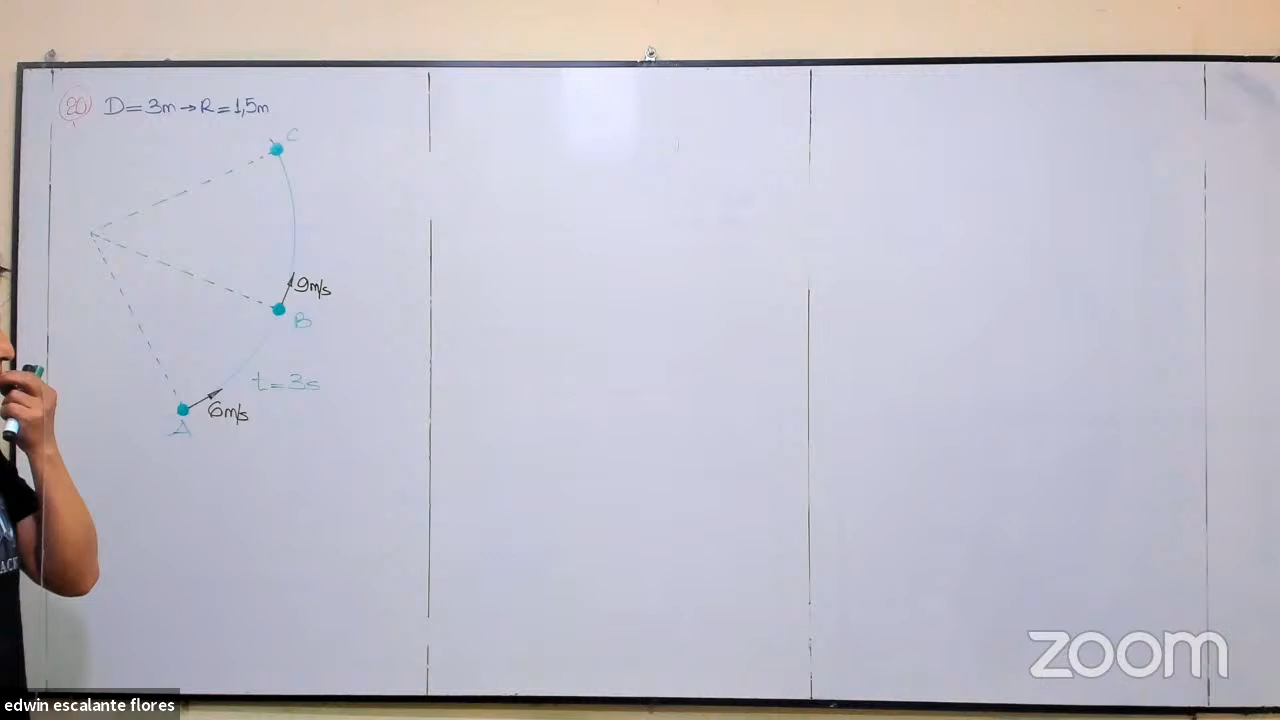 20 D = 3m → R = 1,5m
C
9m/s
B
t = 3s
6m/s
A
zoom
edwin escalante flores